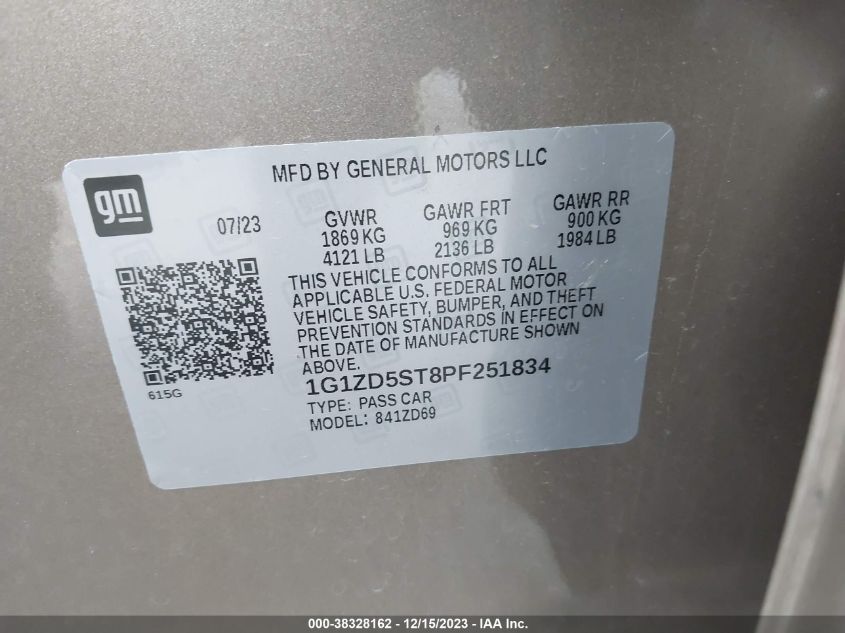 MFD BY GENERAL MOTORS LLC
gm
07/23
GVWR
1869 KG
4121 LB
GAWR FRT
969 KG
2136 LB
GAWR RR
900 KG
1984 LB
THIS VEHICLE CONFORMS TO ALL
APPLICABLE U.S. FEDERAL MOTOR
VEHICLE SAFETY, BUMPER, AND THEFT
PREVENTION STANDARDS IN EFFECT ON
THE DATE OF MANUFACTURE SHOWN
ABOVE.
1G1ZD5ST8PF251834
TYPE: PASS CAR
MODEL: 841ZD69
615G
000-38328162 - 12/15/2023 - IAA Inc.